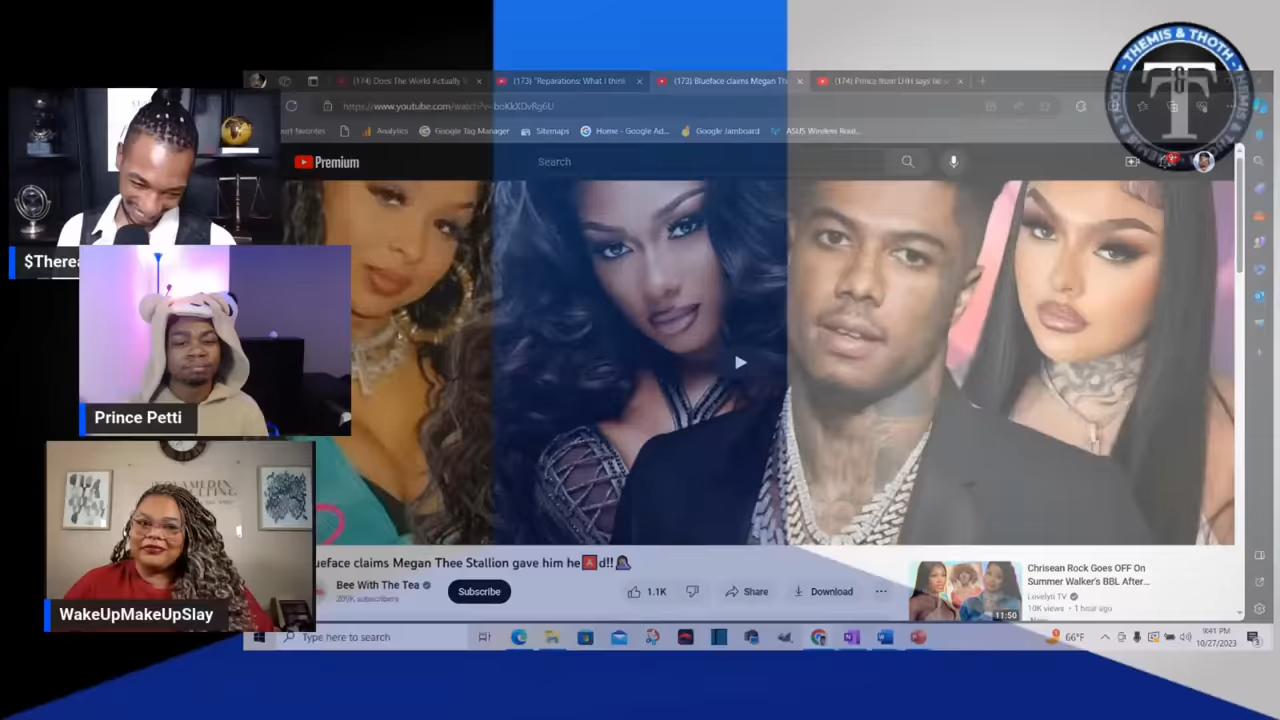 THEMIS & THOTH
(174) Does The World Actually
(173) "Reparations: What I thin
(173) Blueface claims Megan Th
(174) Prince from LHH says he
https://www.youtube.com/watch?v=
Analytics
Google Tag Manager
Sitemaps
Home - Google Ad...
Google Jamboard
ASUS Wireless Rout...
Premium
Search
$Therea
Prince Petti
WakeUpMakeUpSlay
ueface claims Megan Thee Stallion gave him he🅰️d!!
Bee With The Tea
209K subscribers
Subscribe
1.1K
Share
Download
Chrisean Rock Goes OFF On
Summer Walker's BBL After...
Lovelyti TV
10K views • 1 hour ago
11:50
Type here to search
66°F
9:41 PM
10/27/2023